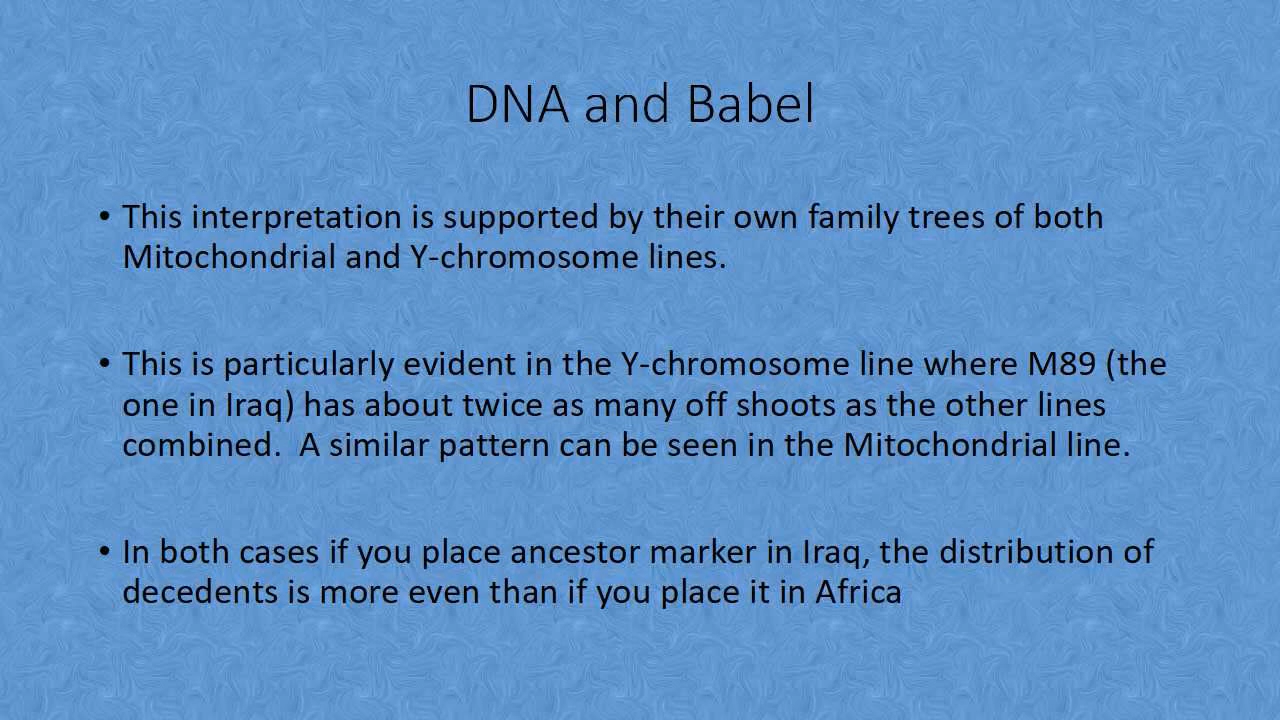 DNA and Babel
• This interpretation is supported by their own family trees of both
Mitochondrial and Y-chromosome lines.
• This is particularly evident in the Y-chromosome line where M89 (the
one in Iraq) has about twice as many off shoots as the other lines
combined.  A similar pattern can be seen in the Mitochondrial line.
• In both cases if you place ancestor marker in Iraq, the distribution of
decedents is more even than if you place it in Africa